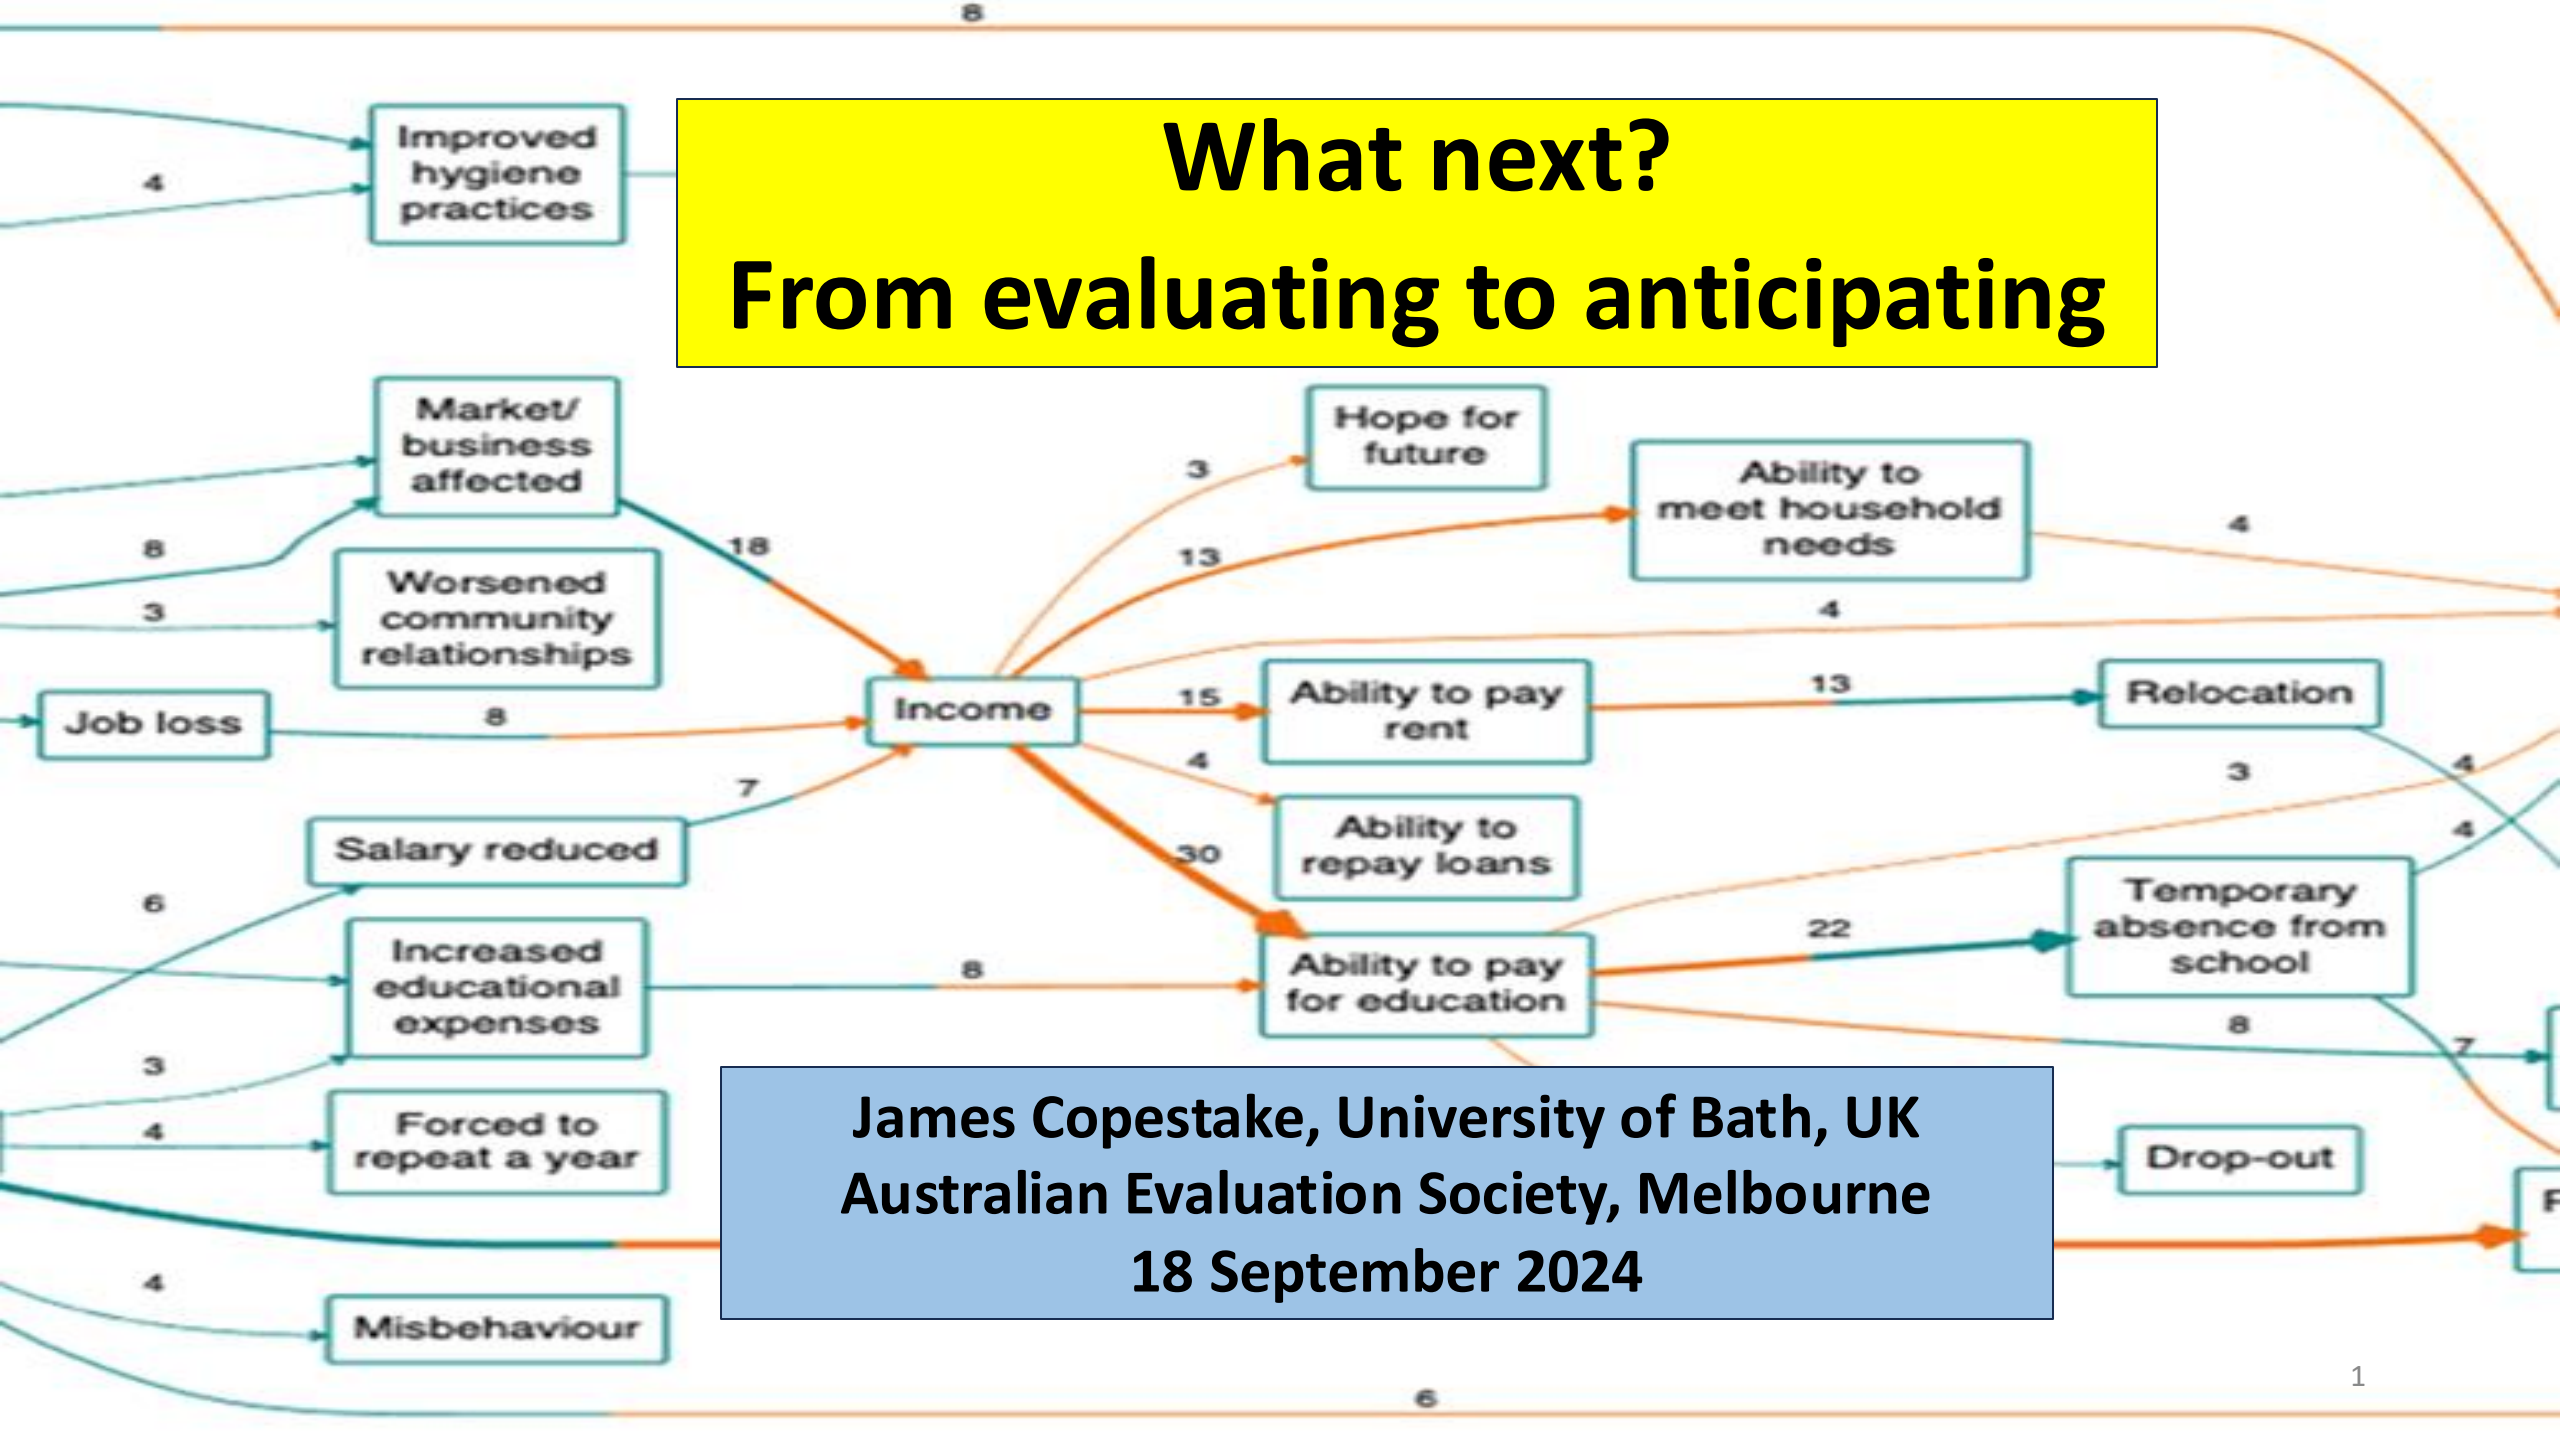 8
What next?
From evaluating to anticipating
Improved
hygiene
practices
4
Market/
business
affected
8
18
Worsened
community
relationships
3
Job loss
8
Income
7
Salary reduced
6
Increased
educational
expenses
8
3
Forced to
repeat a year
4
Misbehaviour
4
Hope for
future
3
Ability to
meet household
needs
13
4
4
Ability to pay
rent
15
13
Relocation
4
Ability to
repay loans
3
4
4
30
Ability to pay
for education
22
Temporary
absence from
school
8
7
Drop-out
James Copestake, University of Bath, UK
Australian Evaluation Society, Melbourne
18 September 2024
6
1